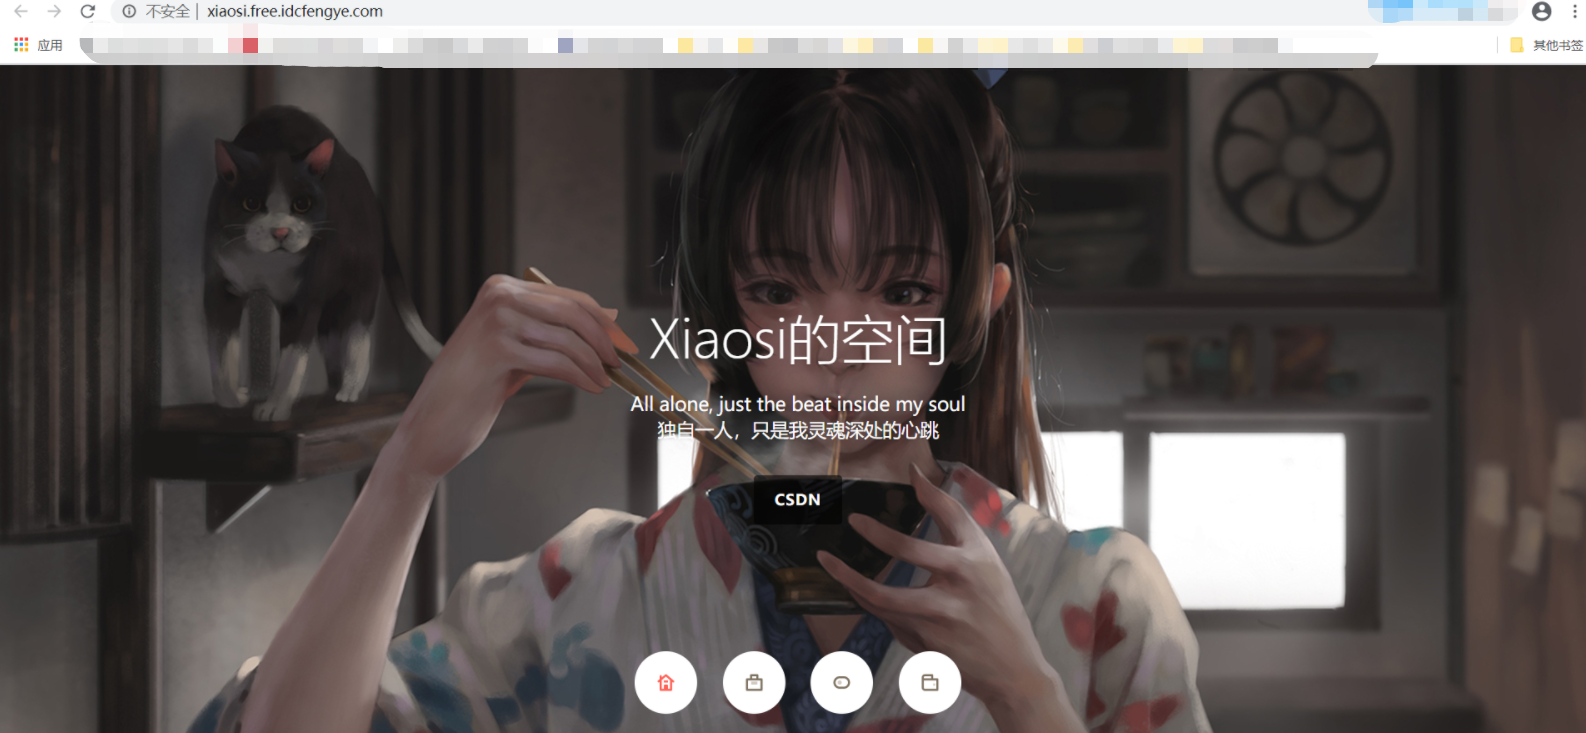 不安全 | xiaosi.free.idcfengye.com
应用
其他书签
Xiaosi的空间
All alone, just the beat inside my soul
独自一人，只是我灵魂深处的心跳
CSDN